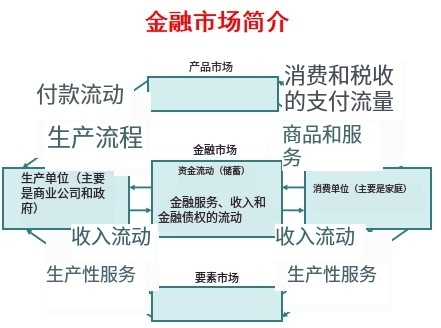 金融市场简介
产品市场
付款流动
消费和税收
的支付流量
生产流程
金融市场
商品和服
务
资金流动（储蓄）
生产单位（主要
是商业公司和政
府）
消费单位（主要是家庭）
金融服务、收入和
金融债权的流动
收入流动
收入流动
生产性服务
要素市场
生产性服务